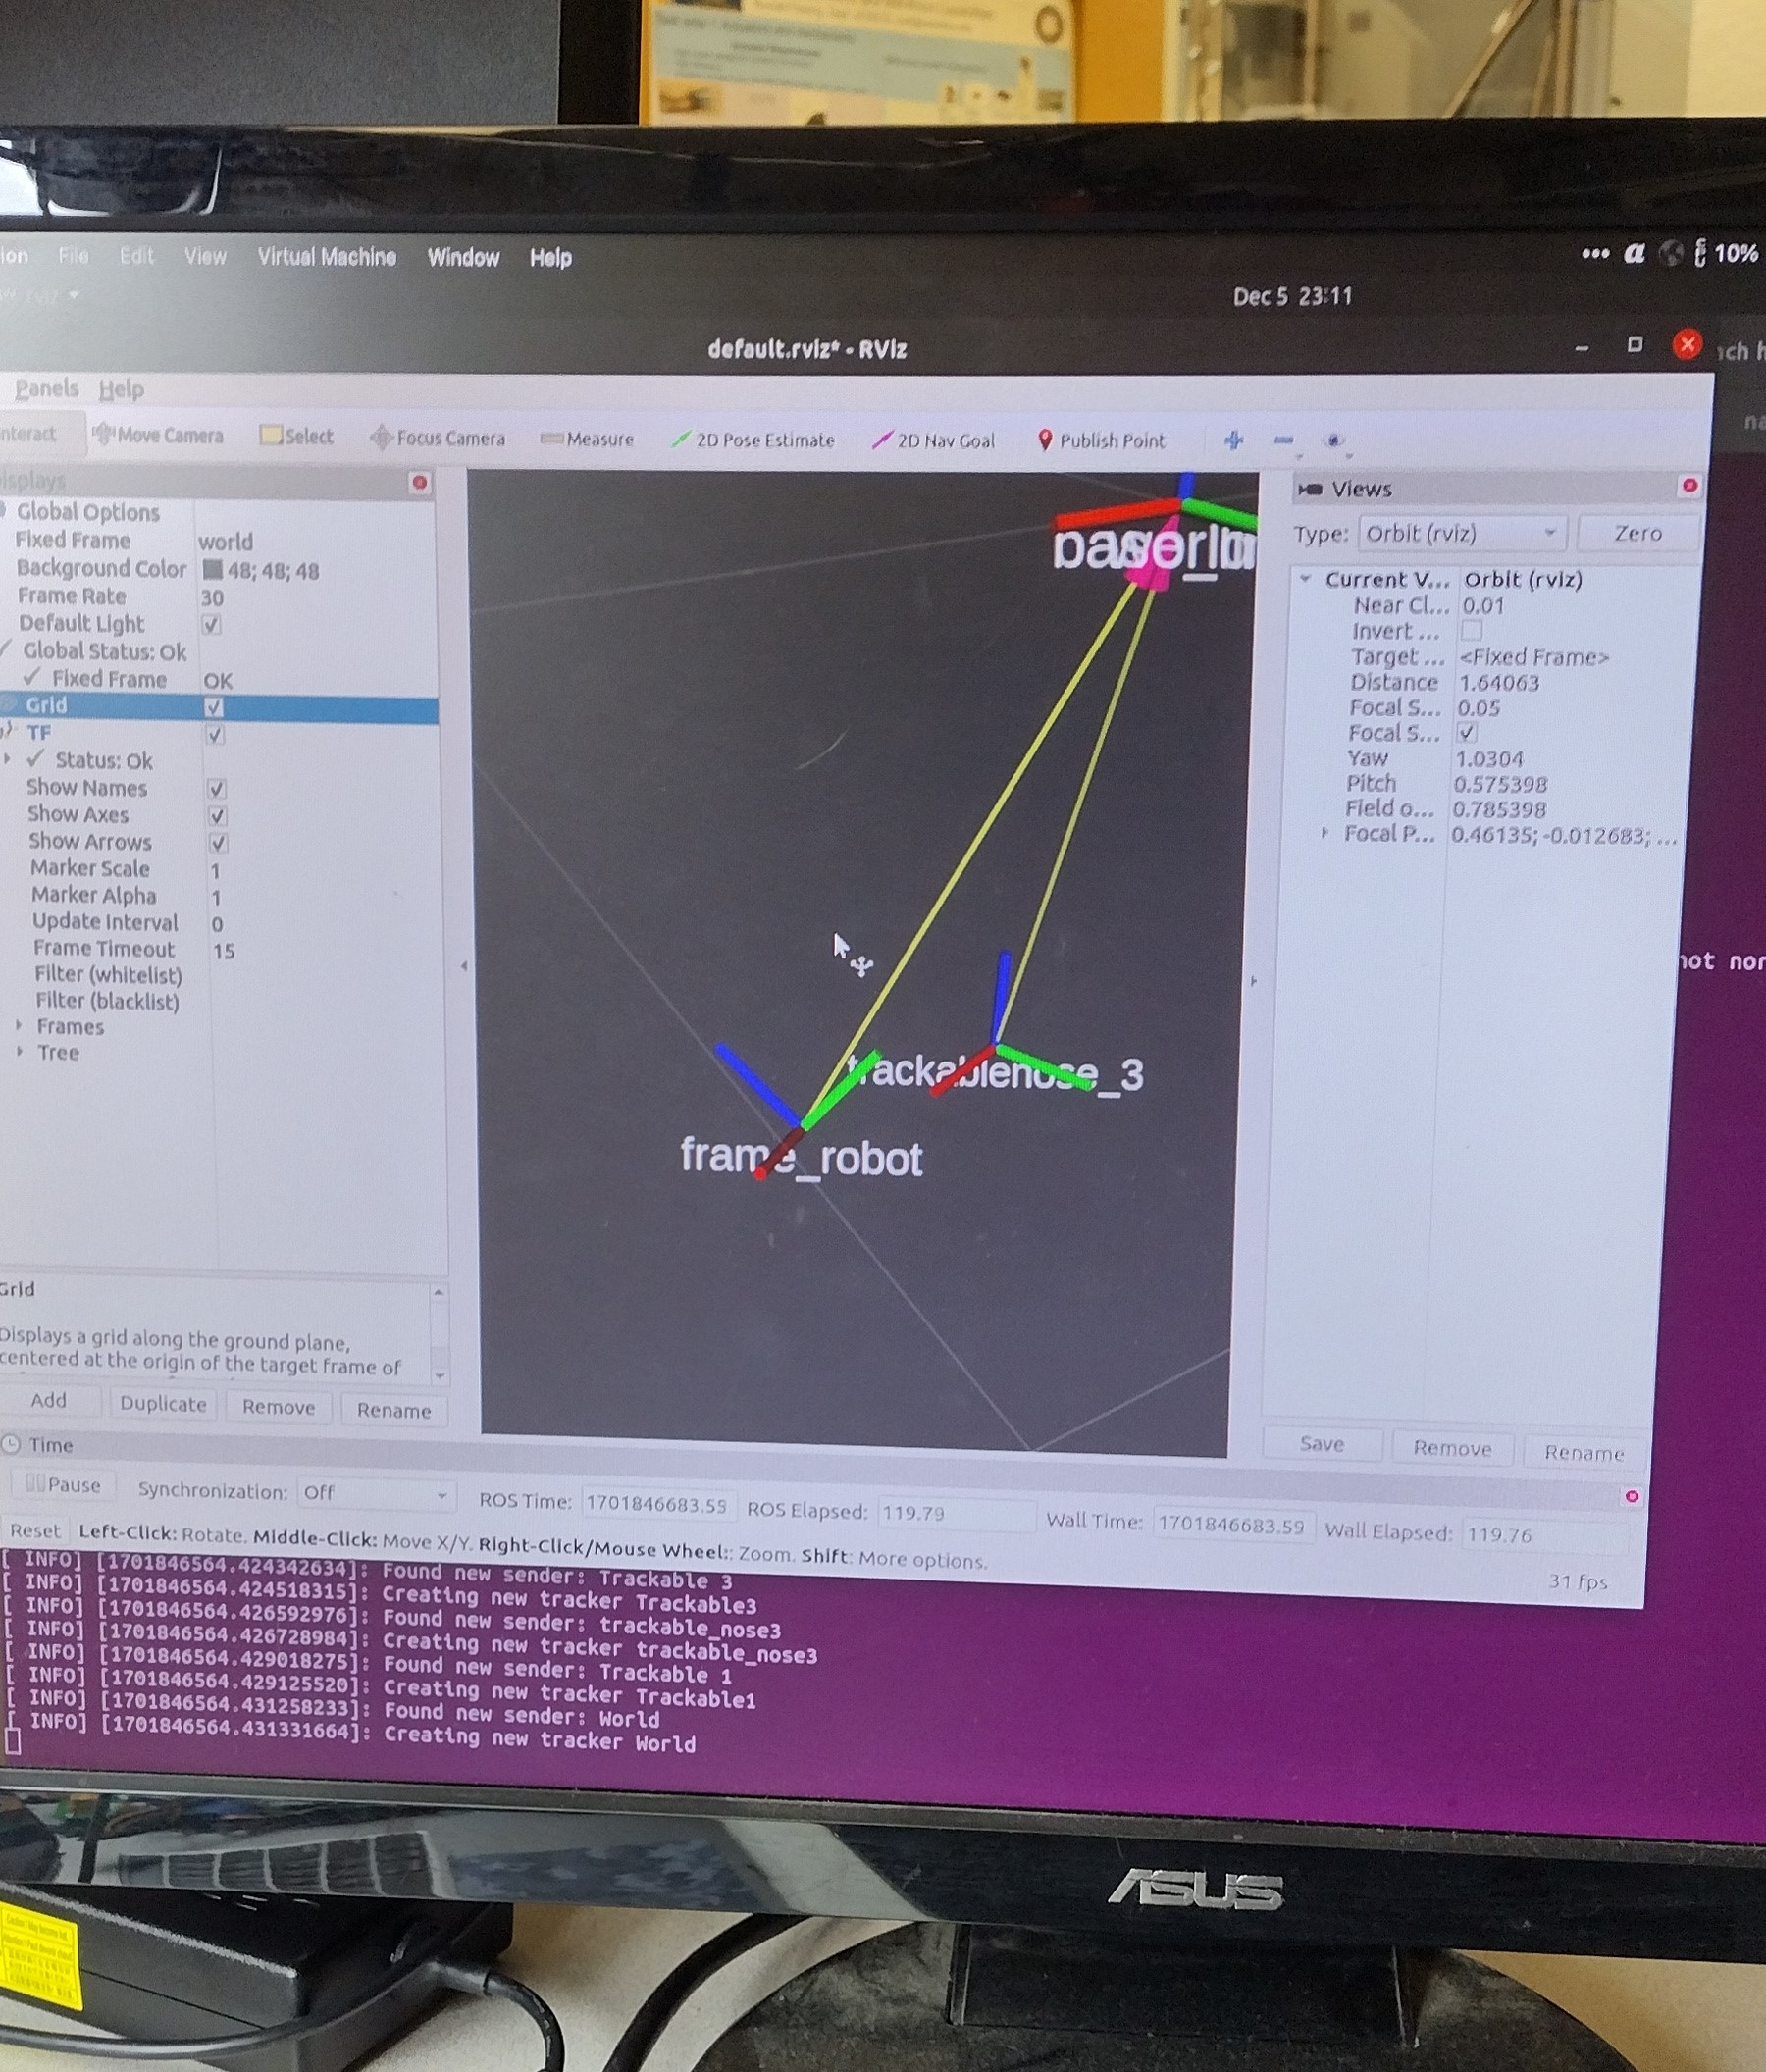 ion File Edit View Virtual Machine Window Help
10%
Dec 5 23:11
default.rviz* - RViz
Panels Help
nteract Move Camera Select Focus Camera Measure 2D Pose Estimate 2D Nav Goal Publish Point
isplays
Global Options
Fixed Frame world
Background Color 48; 48; 48
Frame Rate 30
Default Light
Global Status: Ok
Fixed Frame OK
Grid
TF
Status: Ok
Show Names
Show Axes
Show Arrows
Marker Scale 1
Marker Alpha 1
Update Interval 0
Frame Timeout 15
Filter (whitelist)
Filter (blacklist)
Frames
Tree
Grid
Displays a grid along the ground plane,
centered at the origin of the target frame of
Add Duplicate Remove Rename
trackablenose_3
frame_robot
Views
Type: Orbit (rviz) Zero
Current V... Orbit (rviz)
Near Cl... 0.01
Invert ...
Target ... <Fixed Frame>
Distance 1.64063
Focal S... 0.05
Focal S...
Yaw 1.0304
Pitch 0.575398
Field o... 0.785398
Focal P... 0.46135; -0.012683; ...
Save Remove Rename
not nor
Time
Pause Synchronization: Off ROS Time: 1701846683.59 ROS Elapsed: 119.79 Wall Time: 1701846683.59 Wall Elapsed: 119.76
Reset Left-Click: Rotate. Middle-Click: Move X/Y. Right-Click/Mouse Wheel:: Zoom. Shift: More options.
31 fps
[ INFO] [1701846564.424342634]: Found new sender: Trackable 3
[ INFO] [1701846564.424518315]: Creating new tracker Trackable3
[ INFO] [1701846564.426592976]: Found new sender: trackable_nose3
[ INFO] [1701846564.426728984]: Creating new tracker trackable_nose3
[ INFO] [1701846564.429018275]: Found new sender: Trackable 1
[ INFO] [1701846564.429125520]: Creating new tracker Trackable1
[ INFO] [1701846564.431258233]: Found new sender: World
[ INFO] [1701846564.431331664]: Creating new tracker World
ASUS